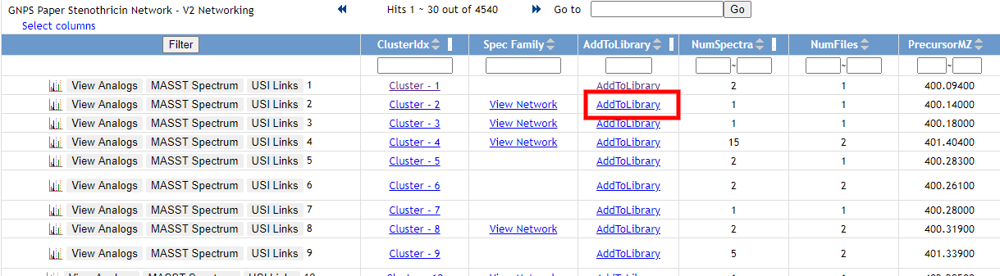 GNPS Paper Stenothricin Network - V2 Networking Hits 1 ~ 30 out of 4540 Go to Go
Select columns
Filter ClusterIdx Spec Family AddToLibrary NumSpectra NumFiles PrecursorMZ
~ ~ ~
View Analogs MASST Spectrum USI Links 1 Cluster - 1 AddToLibrary 2 1 400.09400
View Analogs MASST Spectrum USI Links 2 Cluster - 2 View Network AddToLibrary 1 1 400.14000
View Analogs MASST Spectrum USI Links 3 Cluster - 3 View Network AddToLibrary 1 1 400.18000
View Analogs MASST Spectrum USI Links 4 Cluster - 4 View Network AddToLibrary 15 2 401.40400
View Analogs MASST Spectrum USI Links 5 Cluster - 5 AddToLibrary 2 1 400.28300
View Analogs MASST Spectrum USI Links 6 Cluster - 6 AddToLibrary 2 2 400.26100
View Analogs MASST Spectrum USI Links 7 Cluster - 7 AddToLibrary 1 1 400.28000
View Analogs MASST Spectrum USI Links 8 Cluster - 8 View Network AddToLibrary 2 2 400.31900
View Analogs MASST Spectrum USI Links 9 Cluster - 9 AddToLibrary 5 2 401.33900
View Analogs MASST Spectrum USI Links 10 Cluster - 10 View Network AddToLibrary